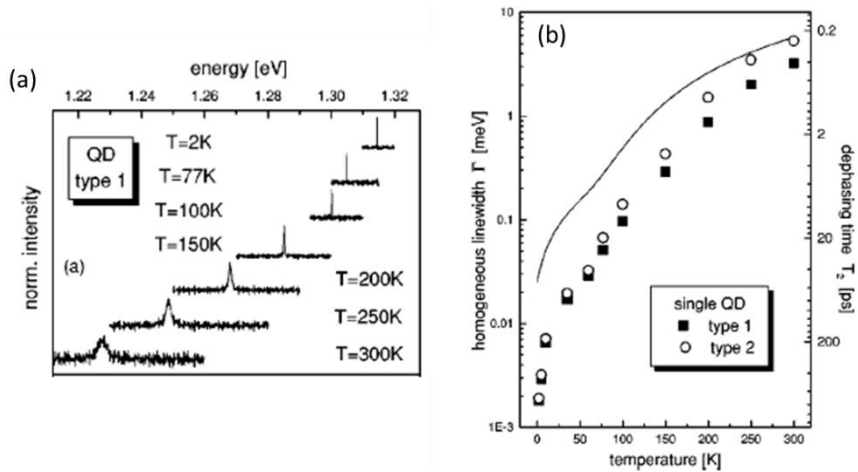 (a)
energy [eV]
1.22 1.24 1.26 1.28 1.30 1.32
norm. intensity
QD
type 1
(a)
T=2K
T=77K
T=100K
T=150K
T=200K
T=250K
T=300K
(b)
homogeneous linewidth Γ [meV]
10
1
0.1
0.01
1E-3
0 50 100 150 200 250 300
temperature [K]
single QD
type 1
type 2
0.2
2
20
200
dephasing time T2 [ps]